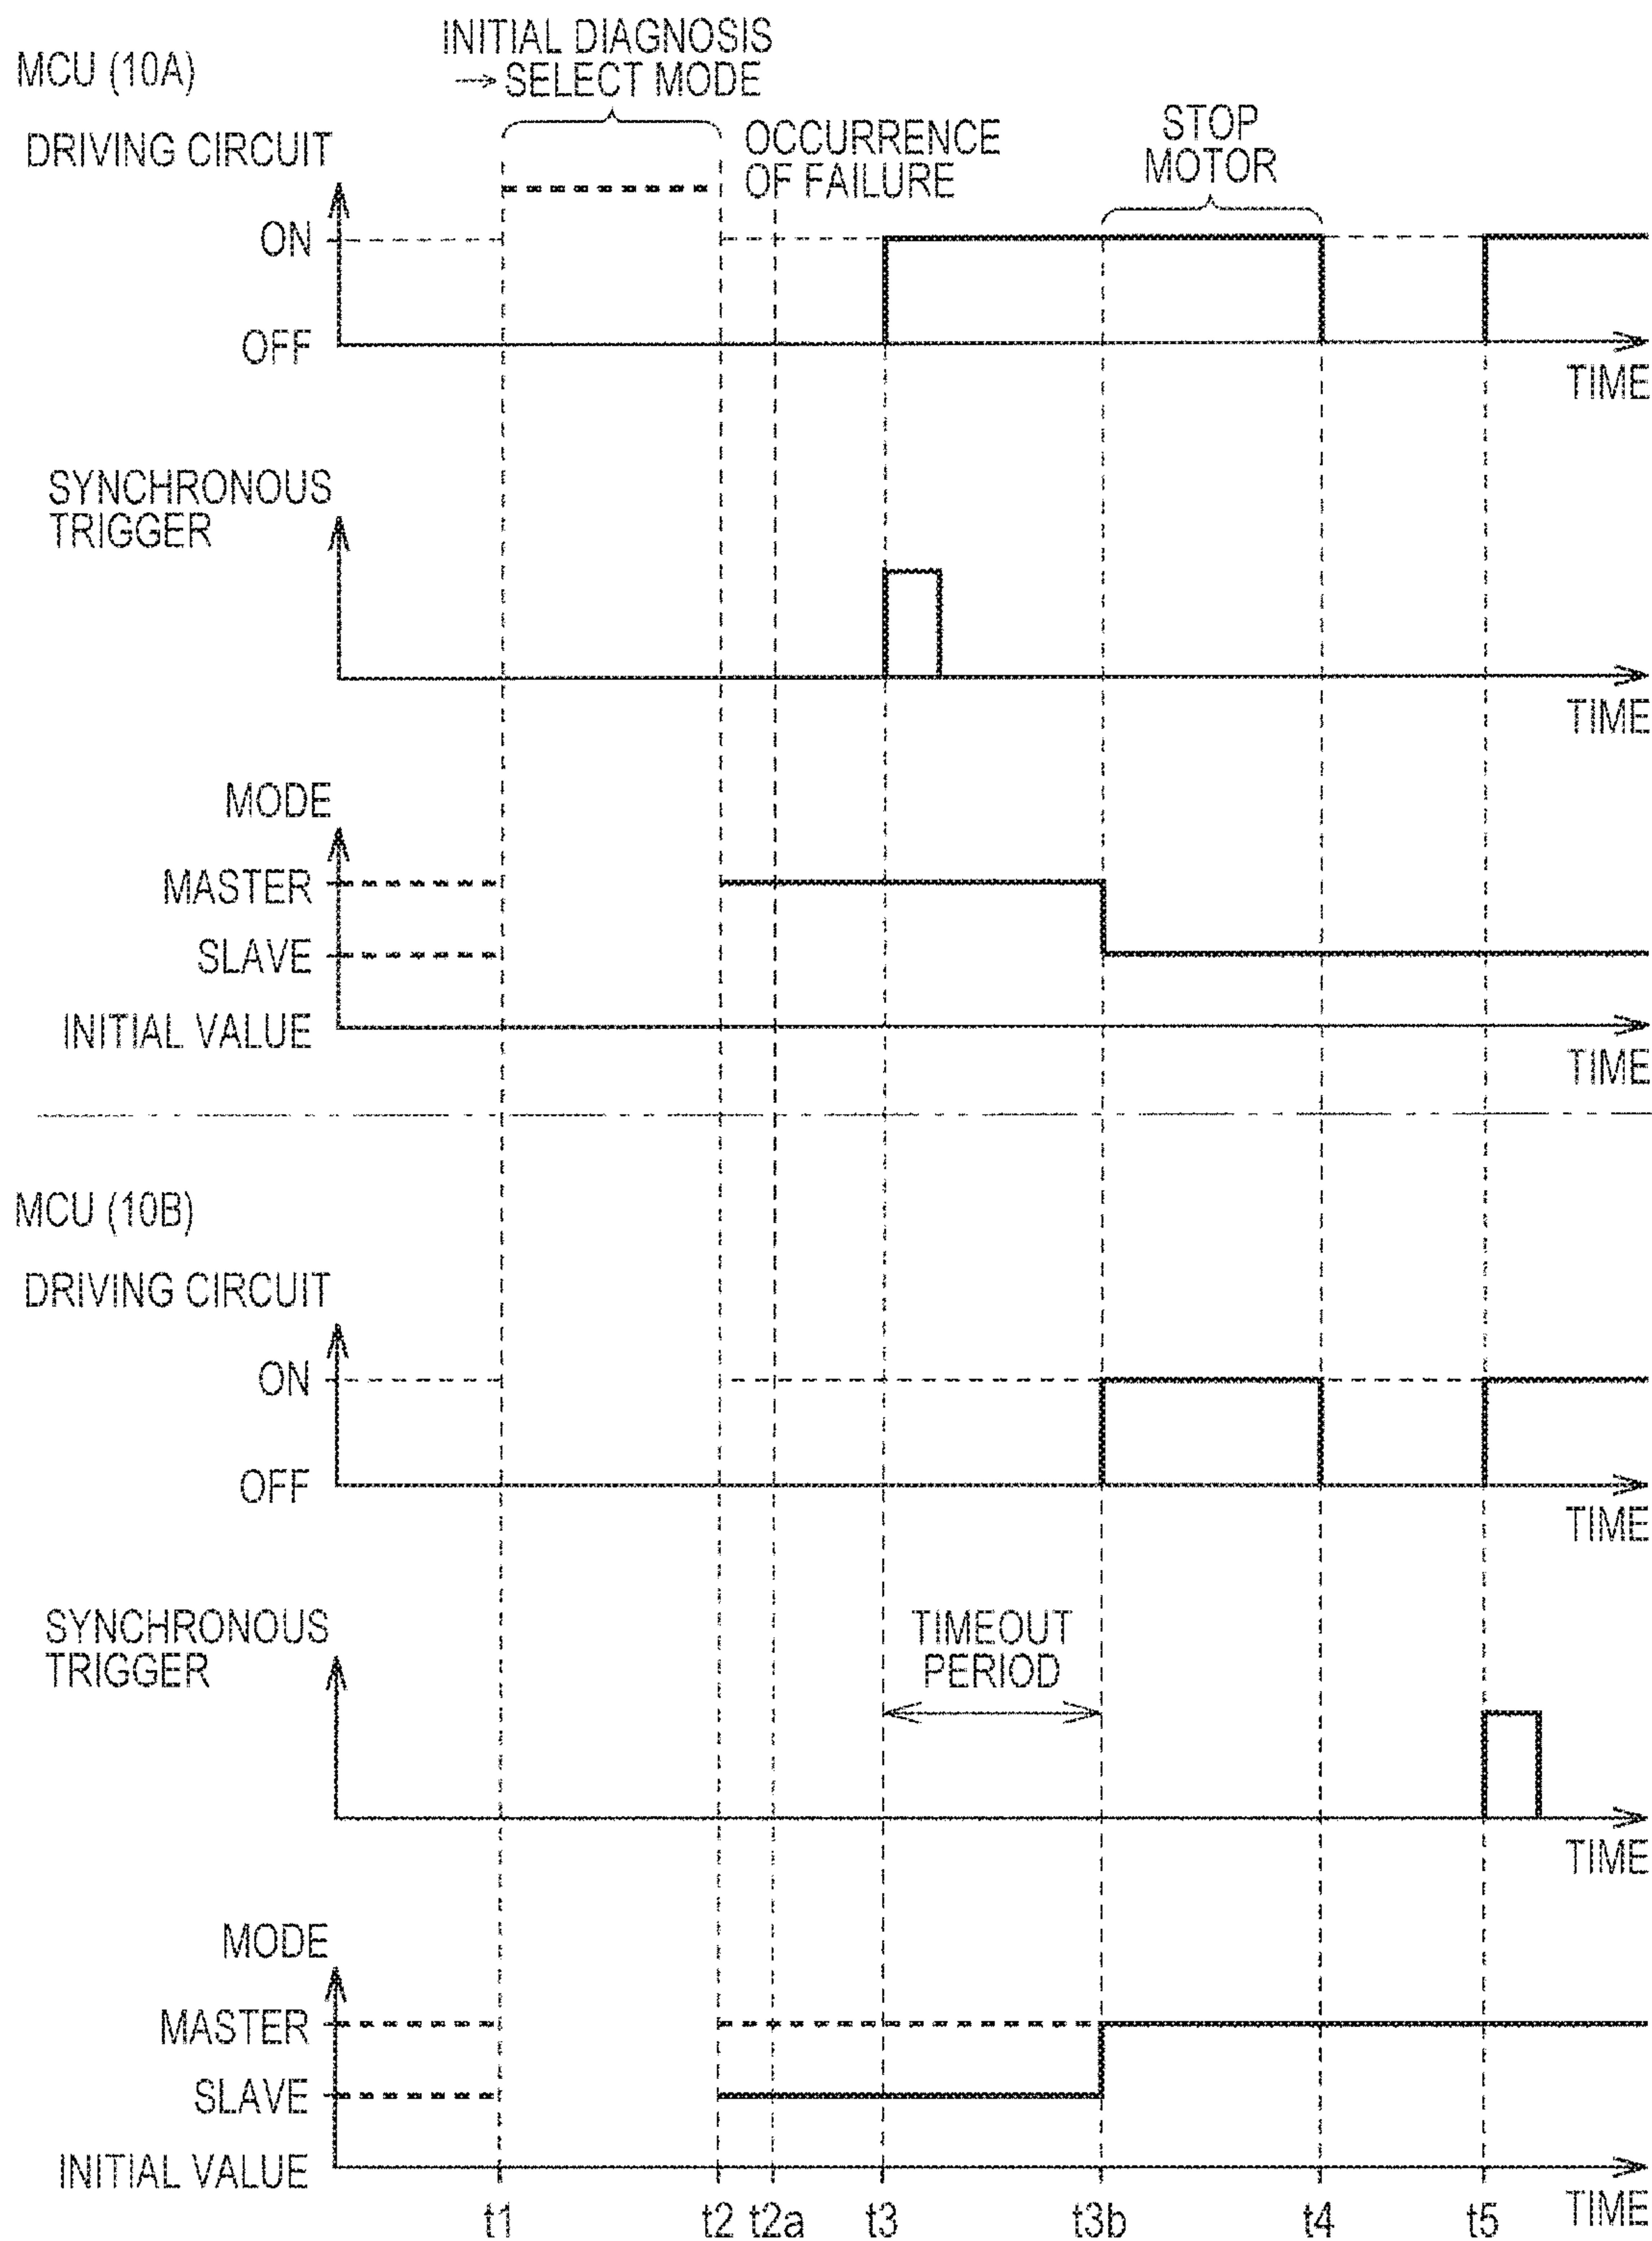 INITIAL DIAGNOSIS
→ SELECT MODE
MCU (10A)
DRIVING CIRCUIT
OCCURRENCE
OF FAILURE
STOP
MOTOR
ON
OFF
TIME
SYNCHRONOUS
TRIGGER
TIME
MODE
MASTER
SLAVE
INITIAL VALUE
TIME
MCU (10B)
DRIVING CIRCUIT
ON
OFF
TIME
SYNCHRONOUS
TRIGGER
TIMEOUT
PERIOD
TIME
MODE
MASTER
SLAVE
INITIAL VALUE
t1 t2 t2a t3 t3b t4 t5 TIME